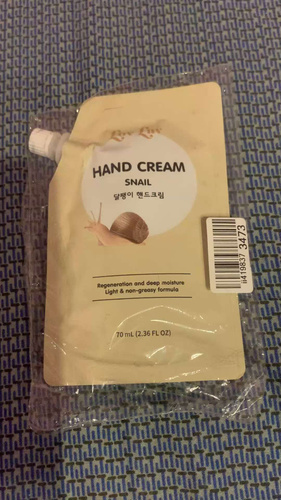 HAND CREAM
SNAIL
달팽이 핸드크림
Regeneration and deep moisture
Light & non-greasy formula
70 mL (2.36 FL OZ)
8419837 3473